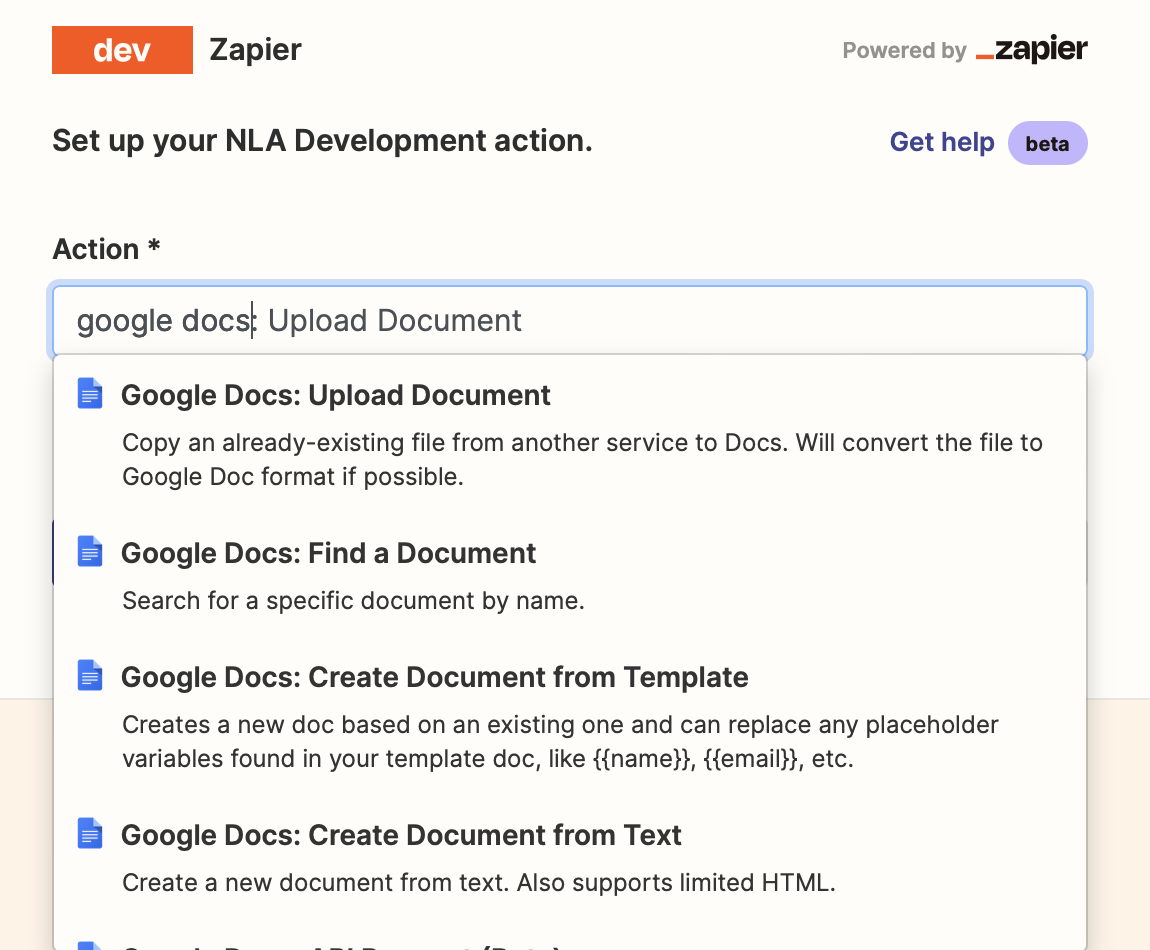 dev Zapier Powered by zapier
Set up your NLA Development action. Get help beta
Action *
google docs: Upload Document
Google Docs: Upload Document
Copy an already-existing file from another service to Docs. Will convert the file to
Google Doc format if possible.
Google Docs: Find a Document
Search for a specific document by name.
Google Docs: Create Document from Template
Creates a new doc based on an existing one and can replace any placeholder
variables found in your template doc, like {{name}}, {{email}}, etc.
Google Docs: Create Document from Text
Create a new document from text. Also supports limited HTML.